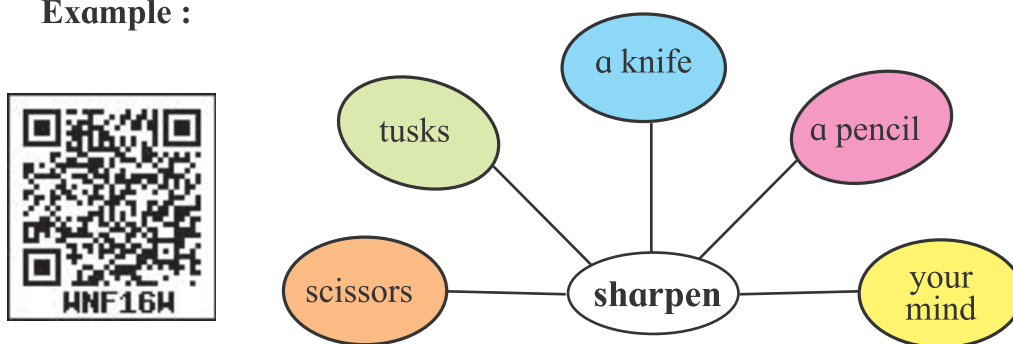 Example :
a knife
tusks
a pencil
scissors
sharpen
your
mind
WNF16W